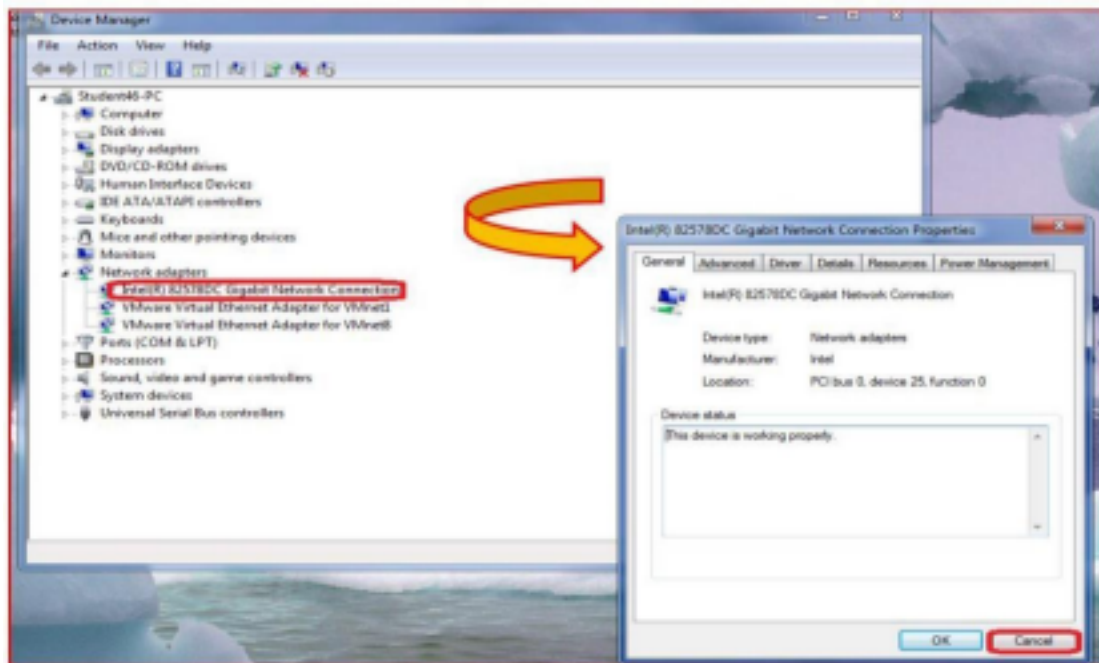 Device Manager
File Action View Help
Student46-PC
Computer
Disk drives
Display adapters
DVD/CD-ROM drives
Human Interface Devices
IDE ATA/ATAPI controllers
Keyboards
Mice and other pointing devices
Monitors
Network adapters
Intel(R) 82578DC Gigabit Network Connection
VMware Virtual Ethernet Adapter for VMnet1
VMware Virtual Ethernet Adapter for VMnet8
Ports (COM & LPT)
Processors
Sound, video and game controllers
System devices
Universal Serial Bus controllers
Intel(R) 82578DC Gigabit Network Connection Properties
General Advanced Driver Details Resources Power Management
Intel(R) 82578DC Gigabit Network Connection
Device type: Network adapters
Manufacturer: Intel
Location: PCI bus 0, device 25, function 0
Device status
This device is working properly.
OK Cancel